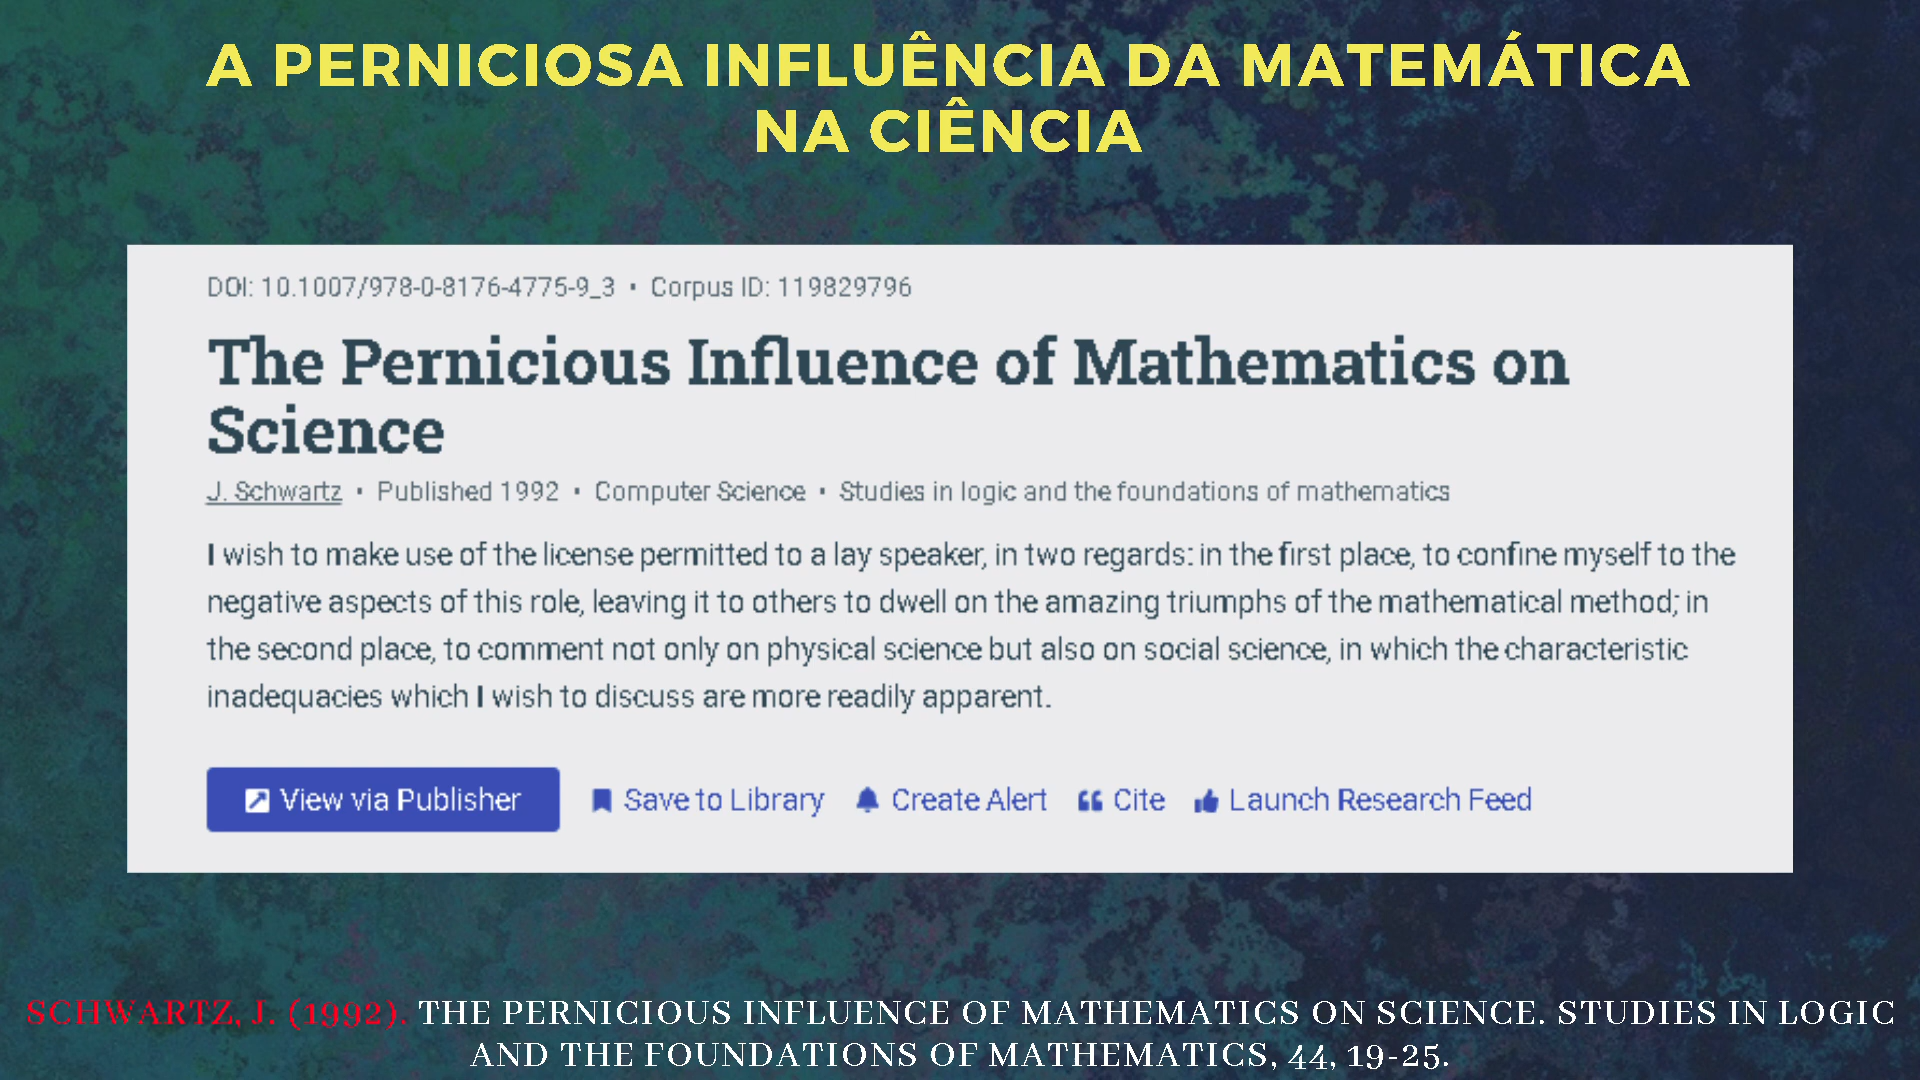 A PERNICIOSA INFLUÊNCIA DA MATEMÁTICA
NA CIÊNCIA
DOI: 10.1007/978-0-8176-4775-9_3 • Corpus ID: 119829796
The Pernicious Influence of Mathematics on
Science
J. Schwartz • Published 1992 • Computer Science • Studies in logic and the foundations of mathematics
I wish to make use of the license permitted to a lay speaker, in two regards: in the first place, to confine myself to the
negative aspects of this role, leaving it to others to dwell on the amazing triumphs of the mathematical method; in
the second place, to comment not only on physical science but also on social science, in which the characteristic
inadequacies which I wish to discuss are more readily apparent.
View via Publisher Save to Library Create Alert Cite Launch Research Feed
SCHWARTZ, J. (1992). THE PERNICIOUS INFLUENCE OF MATHEMATICS ON SCIENCE. STUDIES IN LOGIC
AND THE FOUNDATIONS OF MATHEMATICS, 44, 19-25.